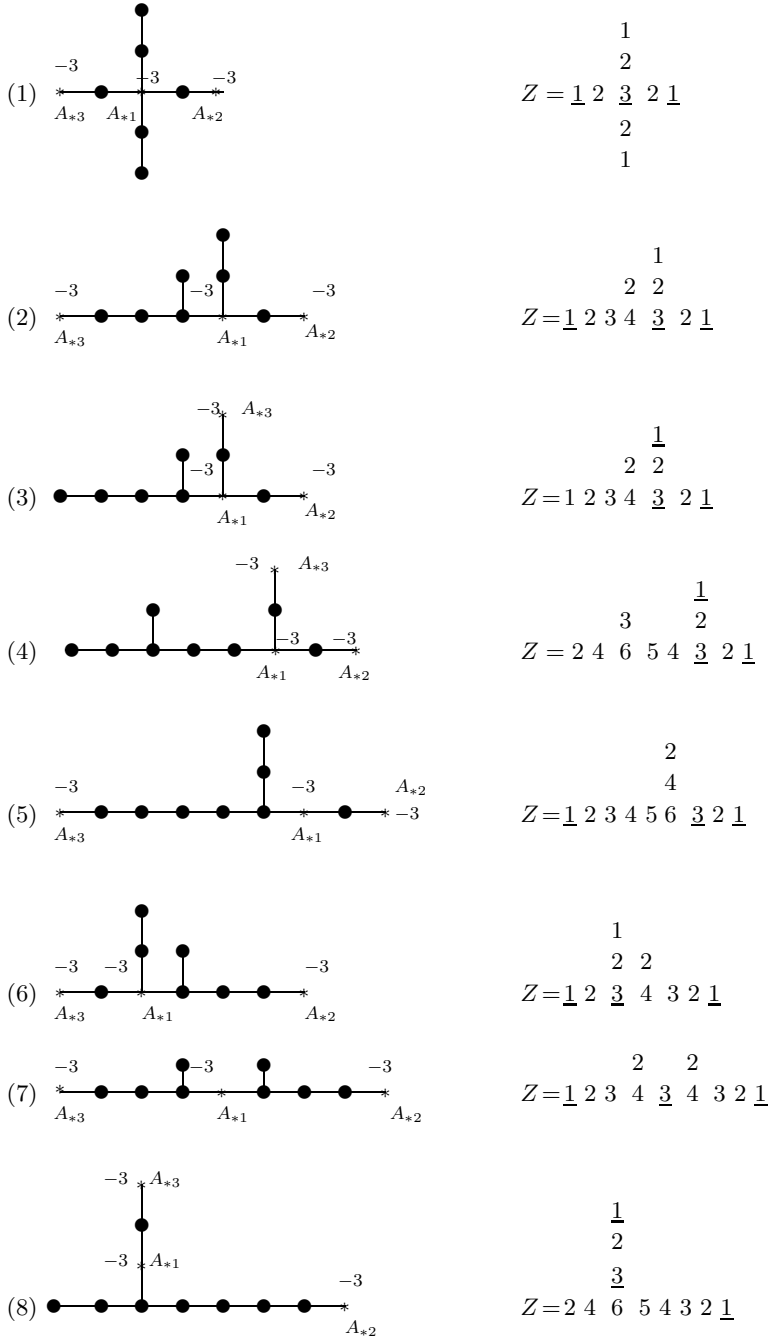 1
−3 2
(1) −3 −3 Z = 1 2 3 2 1
A∗3 A∗1 A∗2 2
1
1
−3 −3 −3 2 2
(2) Z = 1 2 3 4 3 2 1
A∗3 A∗1 A∗2
−3 A∗3 1
−3 −3 2 2
(3) Z = 1 2 3 4 3 2 1
A∗1 A∗2
−3 A∗3 1
3 2
(4) −3 −3 Z = 2 4 6 5 4 3 2 1
A∗1 A∗2
2
−3 −3 A∗2 4
(5) −3 Z = 1 2 3 4 5 6 3 2 1
A∗3 A∗1
1
−3 −3 −3 2 2
(6) Z = 1 2 3 4 3 2 1
A∗3 A∗1 A∗2
−3 −3 −3 2 2
(7) Z = 1 2 3 4 3 4 3 2 1
A∗3 A∗1 A∗2
−3 A∗3 1
2
−3 A∗1 3
−3
(8) Z = 2 4 6 5 4 3 2 1
A∗2